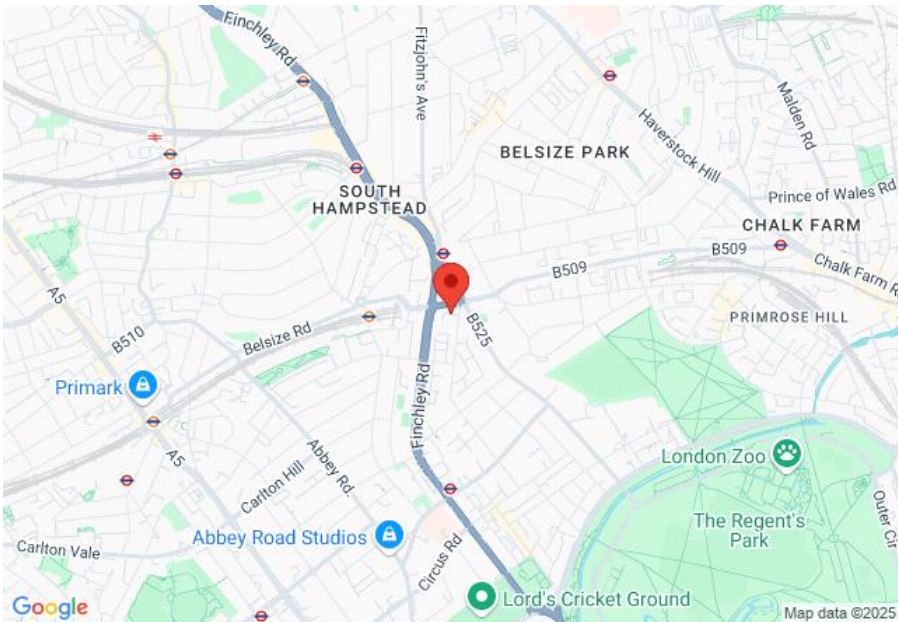 Finchley Rd
Fitzjohn's Ave
Haverstock Hill
Malden Rd
BELSIZE PARK
SOUTH
HAMPSTEAD
Prince of Wales Rd
CHALK FARM
B509
B509
Chalk Farm R
A5
B525
B510
Belsize Rd
PRIMROSE HILL
Primark
Finchley Rd
A5
Abbey Rd.
London Zoo
Carlton Hill
Outer Cir
The Regent's
Park
Abbey Road Studios
Carlton Vale
Circus Rd
Lord's Cricket Ground
Google
Map data ©2025